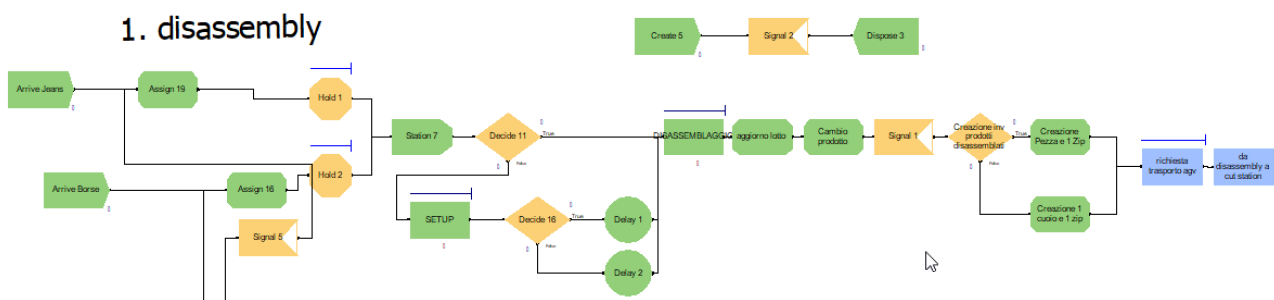 1. disassembly
Create 5
Signal 2
Dispose 3
Arrive Jeans
Assign 19
Hold 1
Station 7
Decide 11
True
False
DISASSEMBLAGGIO
aggiorno lotto
Cambio
prodotto
Signal 1
Creazione inv
prodotti
disassemblati
True
False
Creazione
Pezza e 1 Zip
richiesta
trasporto agv
da
disassembly a
cut station
Arrive Borse
Assign 16
Hold 2
Signal 5
SETUP
Decide 16
True
False
Delay 1
Delay 2
Creazione 1
cuoio e 1 zip